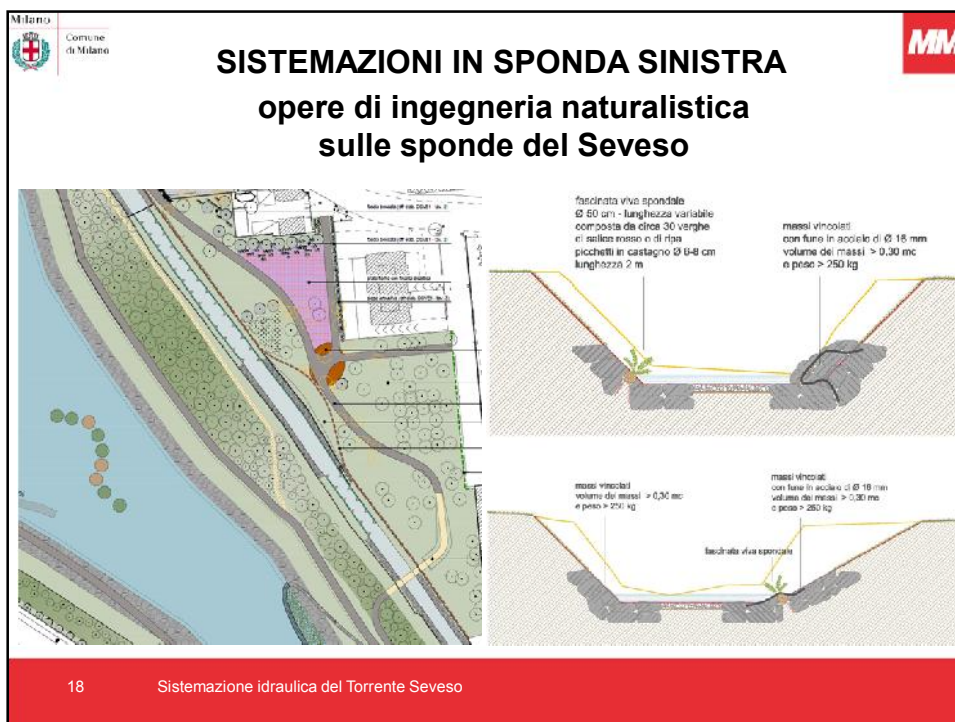 Milano
Comune
di Milano
MM
SISTEMAZIONI IN SPONDA SINISTRA
opere di ingegneria naturalistica
sulle sponde del Seveso
fascinata viva spondale
Ø 50 cm - lunghezza variabile
composta da circa 30 verghe
di salice rosso o di ripa
picchetti in castagno Ø 6-8 cm
lunghezza 2 m
massi vincolati
con fune in acciaio di Ø 16 mm
volume dei massi > 0,30 mc
e peso > 250 kg
massi vincolati
volume dei massi > 0,30 mc
e peso > 250 kg
massi vincolati
con fune in acciaio di Ø 16 mm
volume dei massi > 0,30 mc
e peso > 250 kg
fascinata viva spondale
18 Sistemazione idraulica del Torrente Seveso